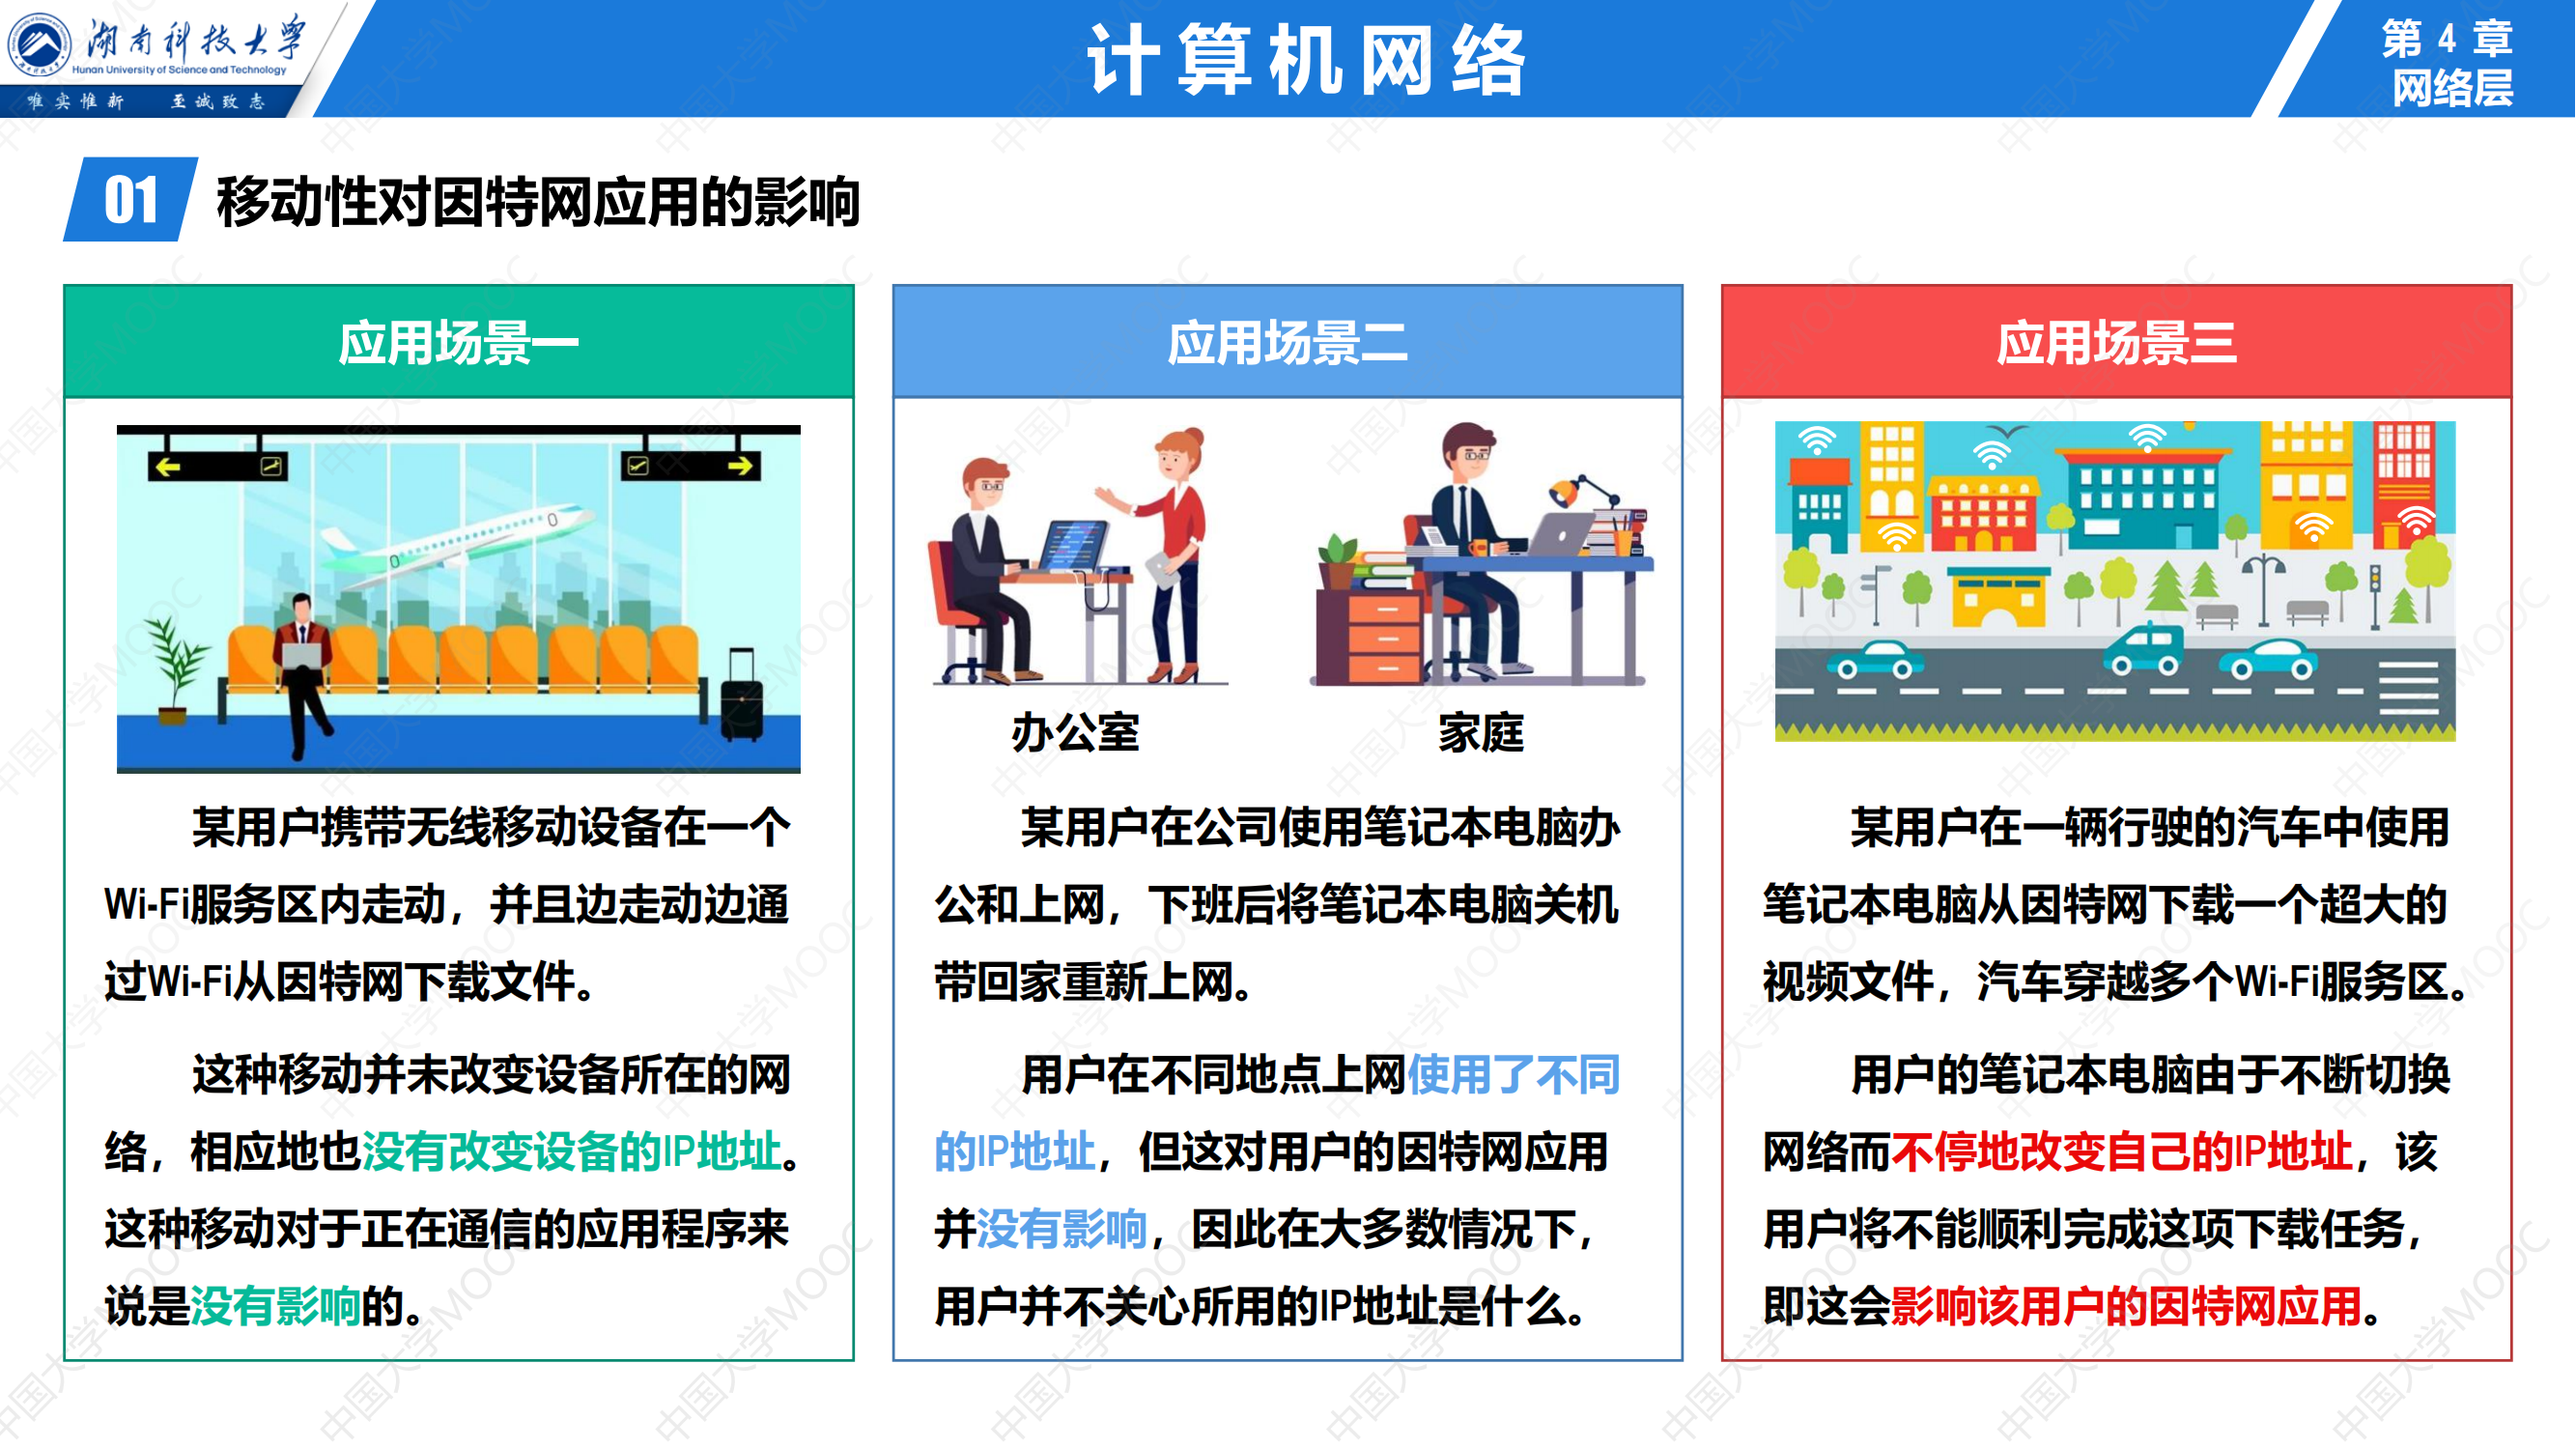 湖南科技大学
Hunan University of Science and Technology
唯实惟新 至诚致志
计算机网络
第 4 章
网络层
01 移动性对因特网应用的影响
应用场景一
某用户携带无线移动设备在一个
Wi-Fi服务区内走动，并且边走动边通
过Wi-Fi从因特网下载文件。
这种移动并未改变设备所在的网
络，相应地也没有改变设备的IP地址。
这种移动对于正在通信的应用程序来
说是没有影响的。
应用场景二
办公室 家庭
某用户在公司使用笔记本电脑办
公和上网，下班后将笔记本电脑关机
带回家重新上网。
用户在不同地点上网使用了不同
的IP地址，但这对用户的因特网应用
并没有影响，因此在大多数情况下，
用户并不关心所用的IP地址是什么。
应用场景三
某用户在一辆行驶的汽车中使用
笔记本电脑从因特网下载一个超大的
视频文件，汽车穿越多个Wi-Fi服务区。
用户的笔记本电脑由于不断切换
网络而不停地改变自己的IP地址，该
用户将不能顺利完成这项下载任务，
即这会影响该用户的因特网应用。
中国大学MOOC